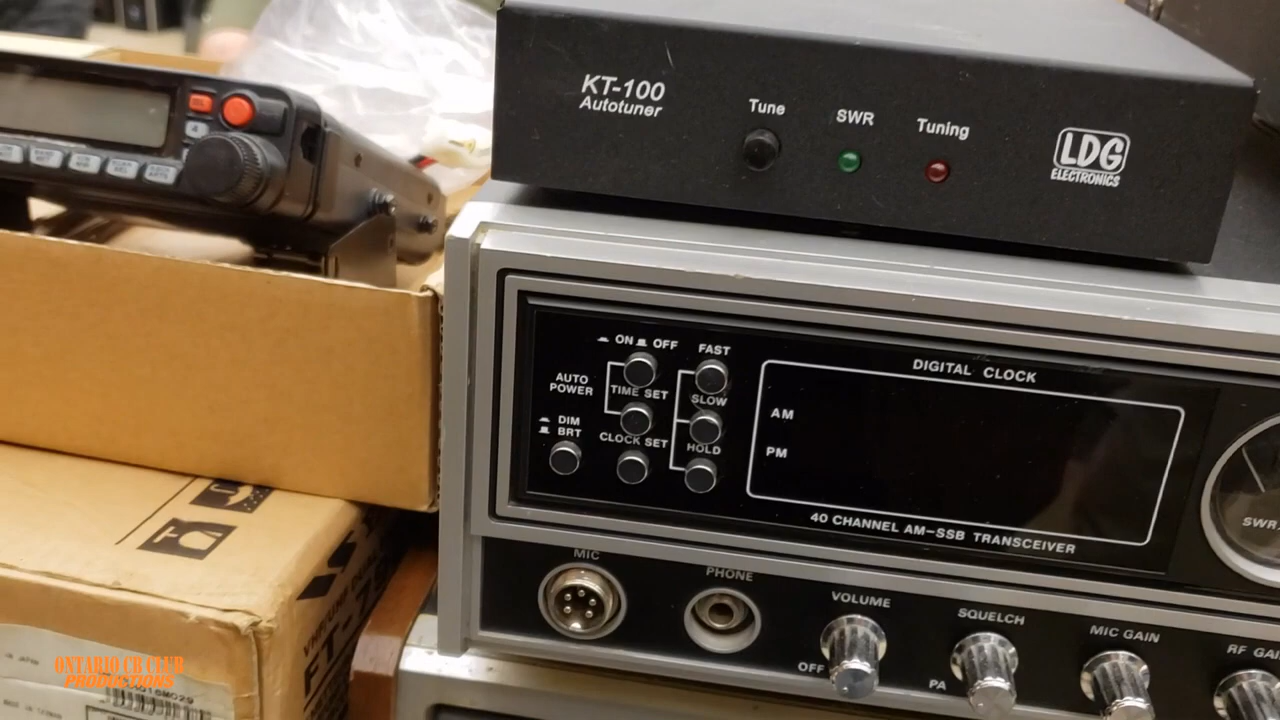 KT-100
Autotuner
Tune
SWR
Tuning
LDG
ELECTRONICS
ON OFF
FAST
AUTO
POWER
TIME SET
SLOW
DIM
BRT
CLOCK SET
HOLD
DIGITAL CLOCK
AM
PM
40 CHANNEL AM-SSB TRANSCEIVER
SWR
MIC
PHONE
VOLUME
OFF
SQUELCH
PA
MIC GAIN
RF GAI
ONTARIO CB CLUB
PRODUCTIONS